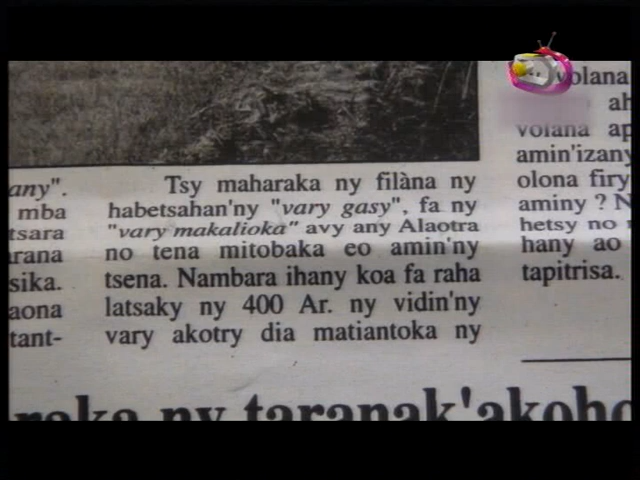 any".
mba
tsara
arana
sika.
aona
tant-
Tsy maharaka ny filàna ny
habetsahan'ny "vary gasy", fa ny
"vary makalioka" avy any Alaotra
no tena mitobaka eo amin'ny
tsena. Nambara ihany koa fa raha
latsaky ny 400 Ar. ny vidin'ny
vary akotry dia matiantoka ny
volana
ah
volana ap
amin'izany
olona firy
aminy ? N
hetsy no
hany ao
tapitrisa.
raka ny taranak'akoho